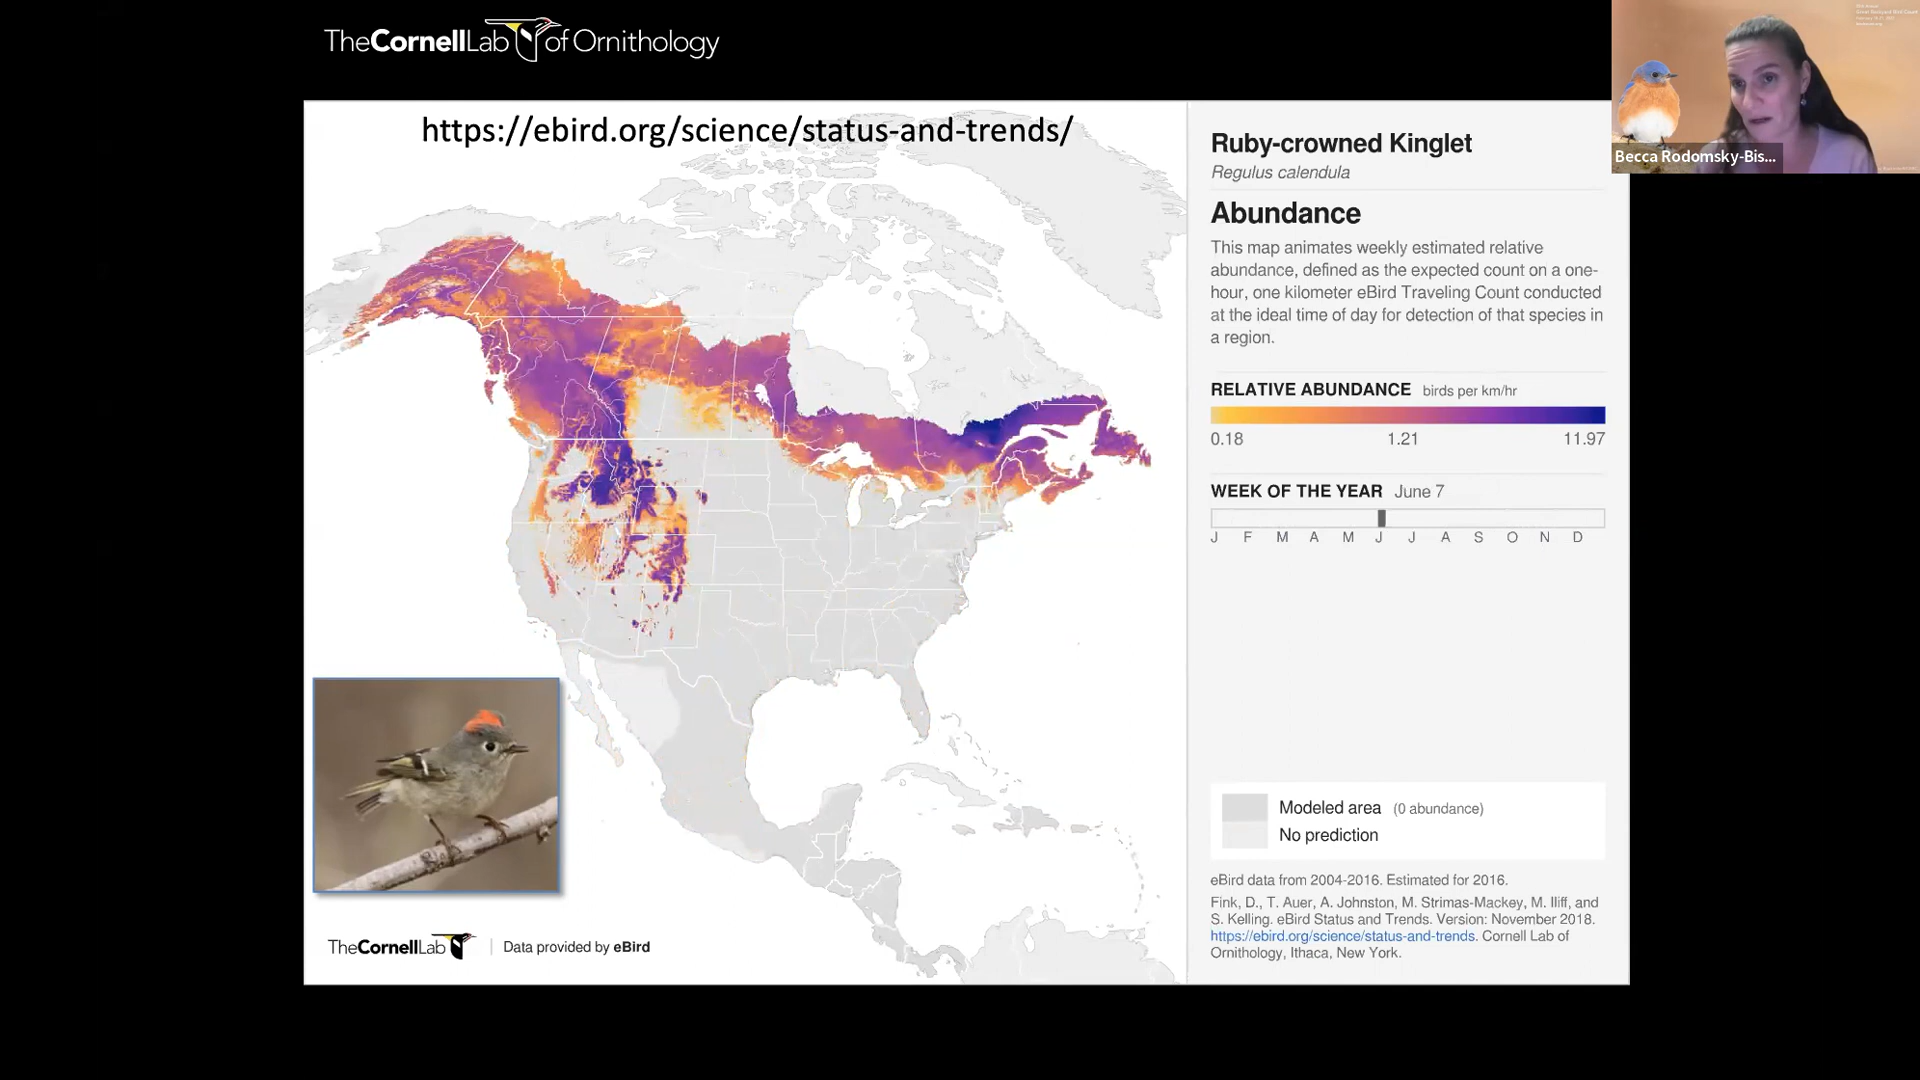 TheCornellLab of Ornithology
https://ebird.org/science/status-and-trends/
Becca Rodomsky-Bis...
Ruby-crowned Kinglet
Regulus calendula
Abundance
This map animates weekly estimated relative
abundance, defined as the expected count on a one-
hour, one kilometer eBird Traveling Count conducted
at the ideal time of day for detection of that species in
a region.
RELATIVE ABUNDANCE birds per km/hr
0.18 1.21 11.97
WEEK OF THE YEAR June 7
J F M A M J J A S O N D
Modeled area (0 abundance)
No prediction
eBird data from 2004-2016. Estimated for 2016.
Fink, D., T. Auer, A. Johnston, M. Strimas-Mackey, M. Iliff, and
S. Kelling. eBird Status and Trends. Version: November 2018.
https://ebird.org/science/status-and-trends. Cornell Lab of
Ornithology, Ithaca, New York.
TheCornellLab Data provided by eBird